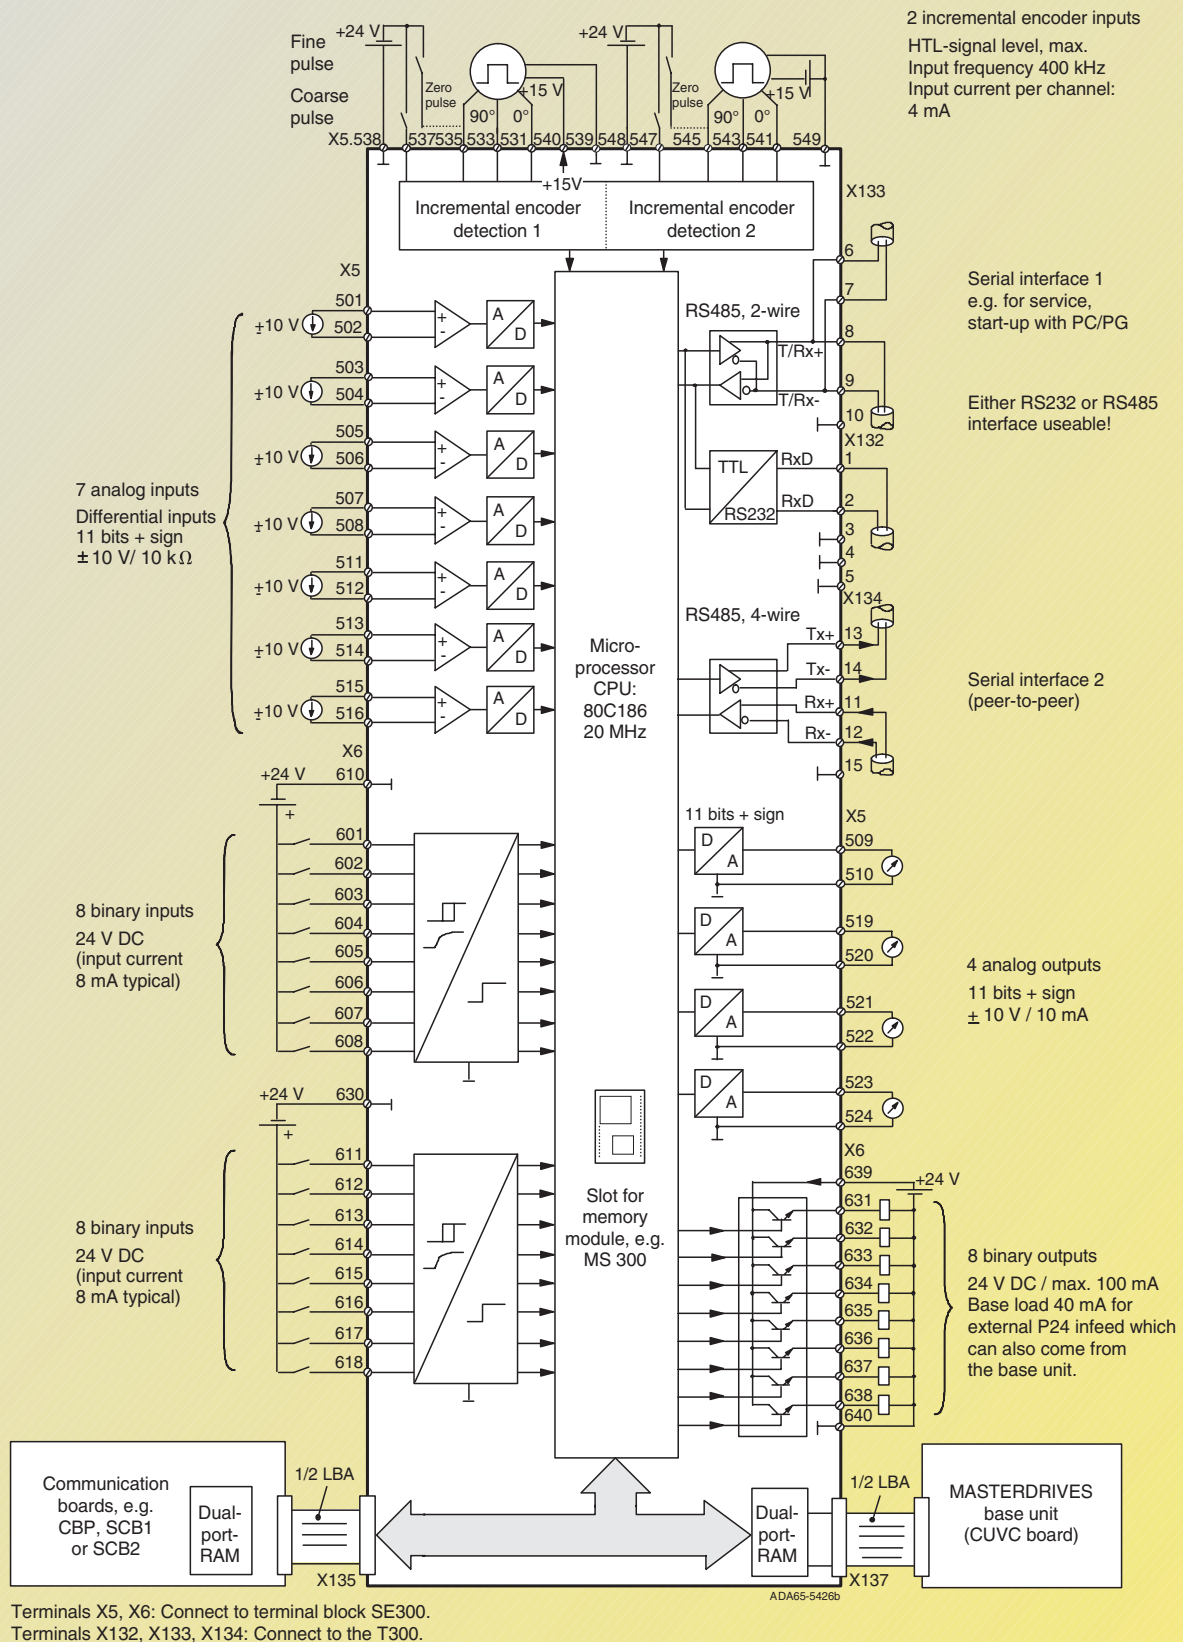 2 incremental encoder inputs
HTL-signal level, max.
Input frequency 400 kHz
Input current per channel:
4 mA
Fine
pulse
Coarse
pulse
+24 V
Zero
pulse
90°
0°
+15 V
+24 V
Zero
pulse
90°
0°
+15 V
X5.538
537
535
533
531
540
539
548
547
545
543
541
549
+15V
Incremental encoder
detection 1
Incremental encoder
detection 2
X5
501
±10 V
502
+
-
A
D
503
±10 V
504
+
-
A
D
505
±10 V
506
+
-
A
D
507
±10 V
508
+
-
A
D
511
±10 V
512
+
-
A
D
513
±10 V
514
+
-
A
D
515
±10 V
516
+
-
A
D
7 analog inputs
Differential inputs
11 bits + sign
± 10 V/ 10 kΩ
X6
+24 V
610
+
601
602
603
604
605
606
607
608
8 binary inputs
24 V DC
(input current
8 mA typical)
+24 V
630
+
611
612
613
614
615
616
617
618
8 binary inputs
24 V DC
(input current
8 mA typical)
Micro-
processor
CPU:
80C186
20 MHz
Slot for
memory
module, e.g.
MS 300
X133
6
7
8
9
10
RS485, 2-wire
T/Rx+
T/Rx-
Serial interface 1
e.g. for service,
start-up with PC/PG
Either RS232 or RS485
interface useable!
X132
1
2
3
4
5
TTL
RS232
RxD
RxD
X134
RS485, 4-wire
Tx+
13
Tx-
14
Rx+
11
Rx-
12
15
Serial interface 2
(peer-to-peer)
11 bits + sign
X5
D
A
509
510
D
A
519
520
D
A
521
522
D
A
523
524
4 analog outputs
11 bits + sign
± 10 V / 10 mA
X6
639
+24 V
631
632
633
634
635
636
637
638
640
8 binary outputs
24 V DC / max. 100 mA
Base load 40 mA for
external P24 infeed which
can also come from
the base unit.
Communication
boards, e.g.
CBP, SCB1
or SCB2
Dual-
port-
RAM
1/2 LBA
X135
Dual-
port-
RAM
1/2 LBA
X137
MASTERDRIVES
base unit
(CUVC board)
ADA65-5426b
Terminals X5, X6: Connect to terminal block SE300.
Terminals X132, X133, X134: Connect to the T300.